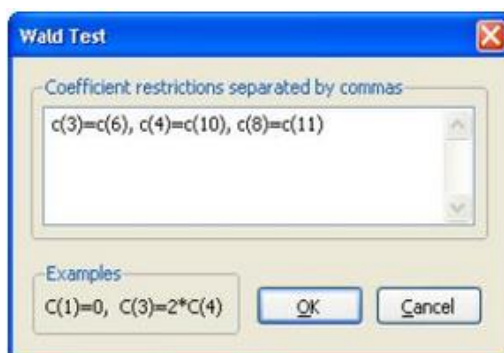 Wald Test
Coefficient restrictions separated by commas
c(3)=c(6), c(4)=c(10), c(8)=c(11)
Examples
C(1)=0, C(3)=2*C(4)
OK
Cancel